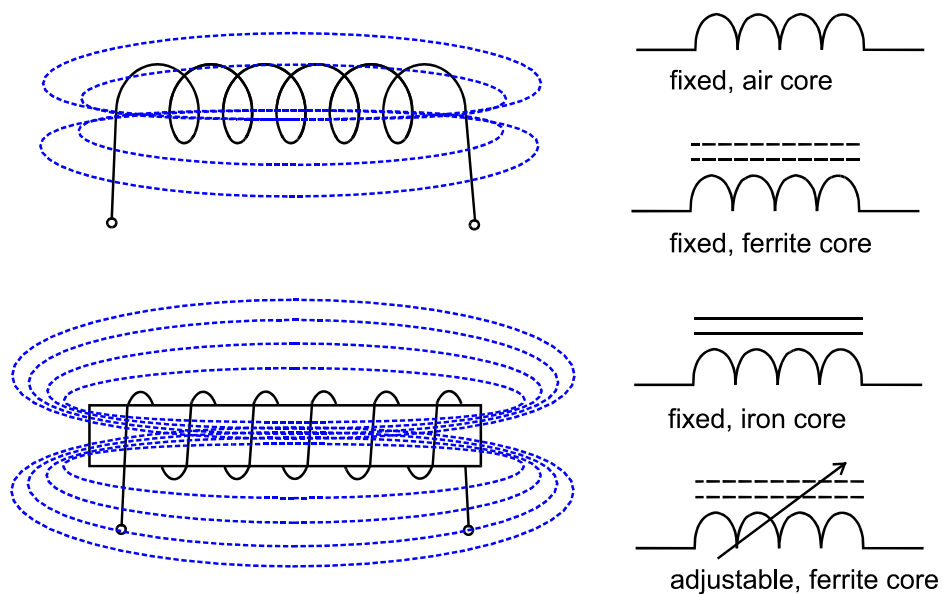 fixed, air core
fixed, ferrite core
fixed, iron core
adjustable, ferrite core